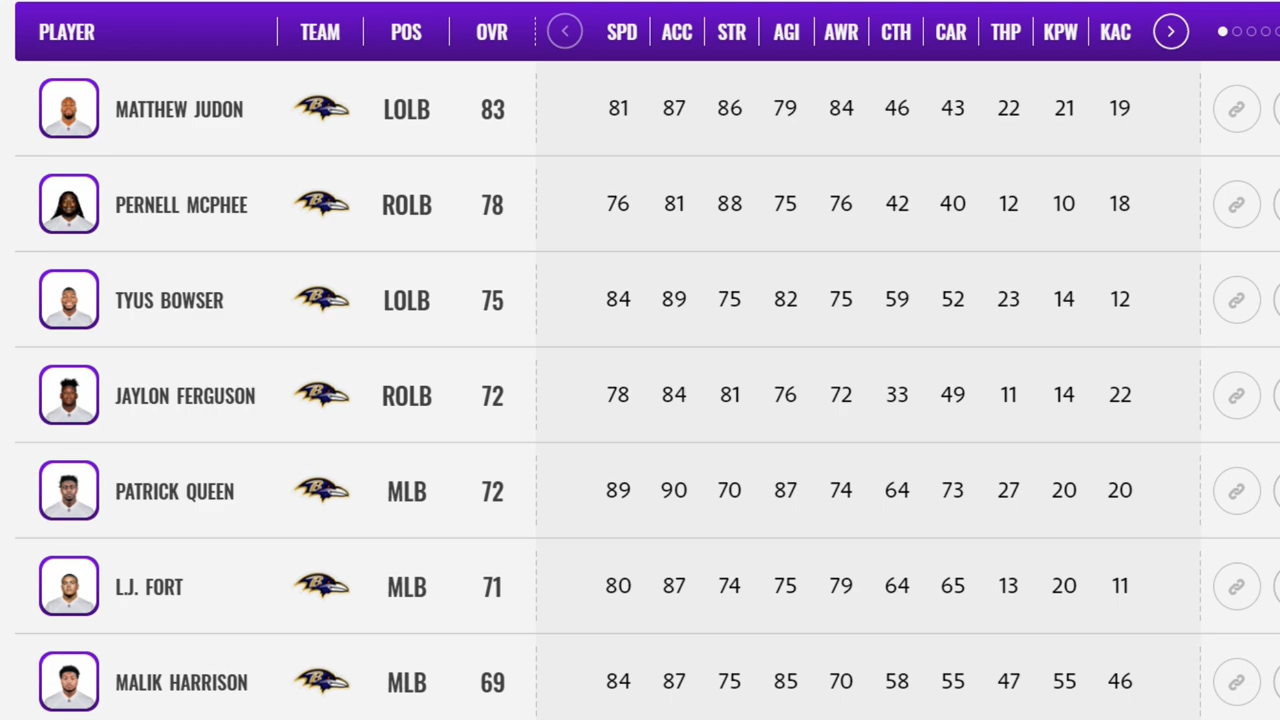 PLAYER TEAM POS OVR SPD ACC STR AGI AWR CTH CAR THP KPW KAC
MATTHEW JUDON LOLB 83 81 87 86 79 84 46 43 22 21 19
PERNELL MCPHEE ROLB 78 76 81 88 75 76 42 40 12 10 18
TYUS BOWSER LOLB 75 84 89 75 82 75 59 52 23 14 12
JAYLON FERGUSON ROLB 72 78 84 81 76 72 33 49 11 14 22
PATRICK QUEEN MLB 72 89 90 70 87 74 64 73 27 20 20
L.J. FORT MLB 71 80 87 74 75 79 64 65 13 20 11
MALIK HARRISON MLB 69 84 87 75 85 70 58 55 47 55 46